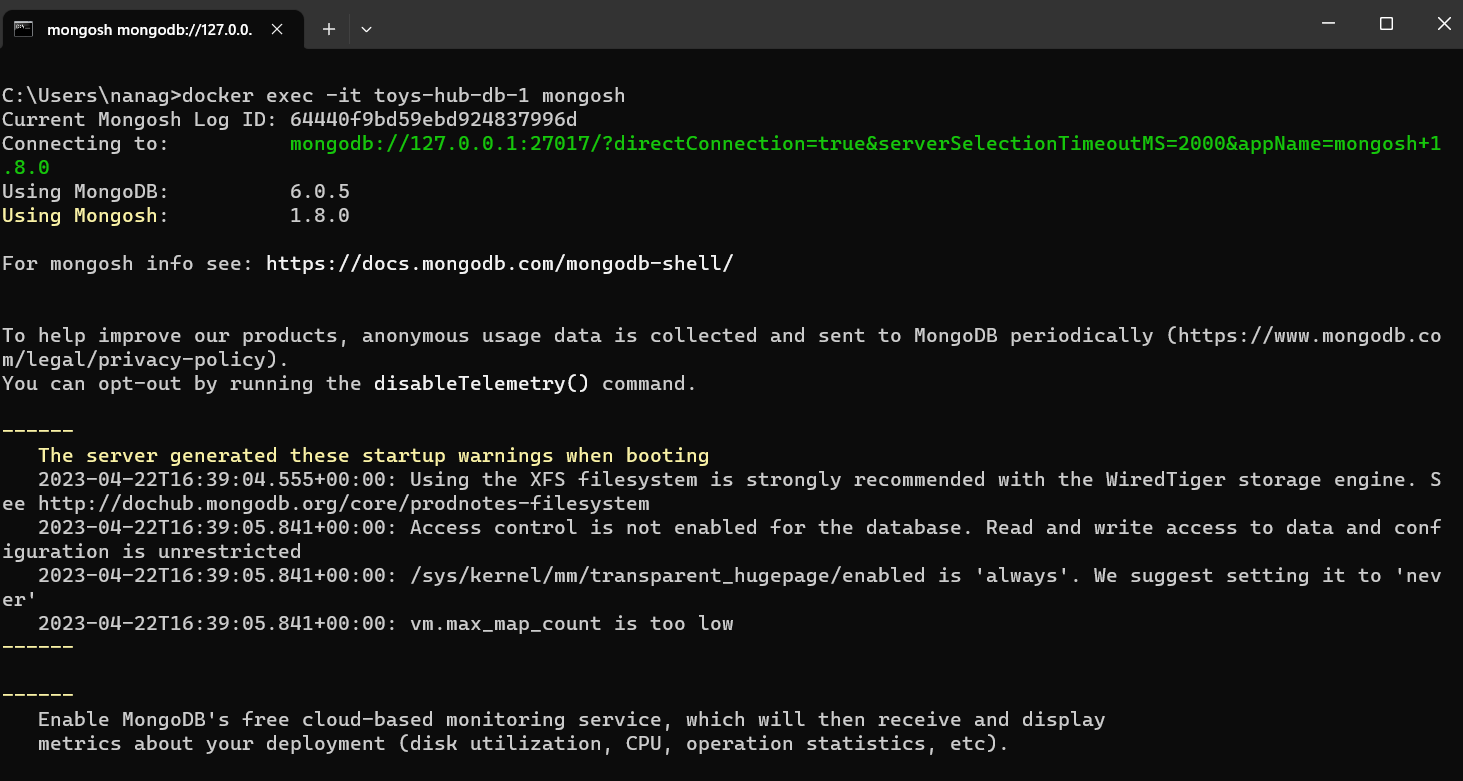 mongosh mongodb://127.0.0.
C:\Users\nanag>docker exec -it toys-hub-db-1 mongosh
Current Mongosh Log ID: 64440f9bd59ebd924837996d
Connecting to:          mongodb://127.0.0.1:27017/?directConnection=true&serverSelectionTimeoutMS=2000&appName=mongosh+1
.8.0
Using MongoDB:          6.0.5
Using Mongosh:          1.8.0
For mongosh info see: https://docs.mongodb.com/mongodb-shell/
To help improve our products, anonymous usage data is collected and sent to MongoDB periodically (https://www.mongodb.co
m/legal/privacy-policy).
You can opt-out by running the disableTelemetry() command.
------
   The server generated these startup warnings when booting
   2023-04-22T16:39:04.555+00:00: Using the XFS filesystem is strongly recommended with the WiredTiger storage engine. S
ee http://dochub.mongodb.org/core/prodnotes-filesystem
   2023-04-22T16:39:05.841+00:00: Access control is not enabled for the database. Read and write access to data and conf
iguration is unrestricted
   2023-04-22T16:39:05.841+00:00: /sys/kernel/mm/transparent_hugepage/enabled is 'always'. We suggest setting it to 'nev
er'
   2023-04-22T16:39:05.841+00:00: vm.max_map_count is too low
------
------
   Enable MongoDB's free cloud-based monitoring service, which will then receive and display
   metrics about your deployment (disk utilization, CPU, operation statistics, etc).